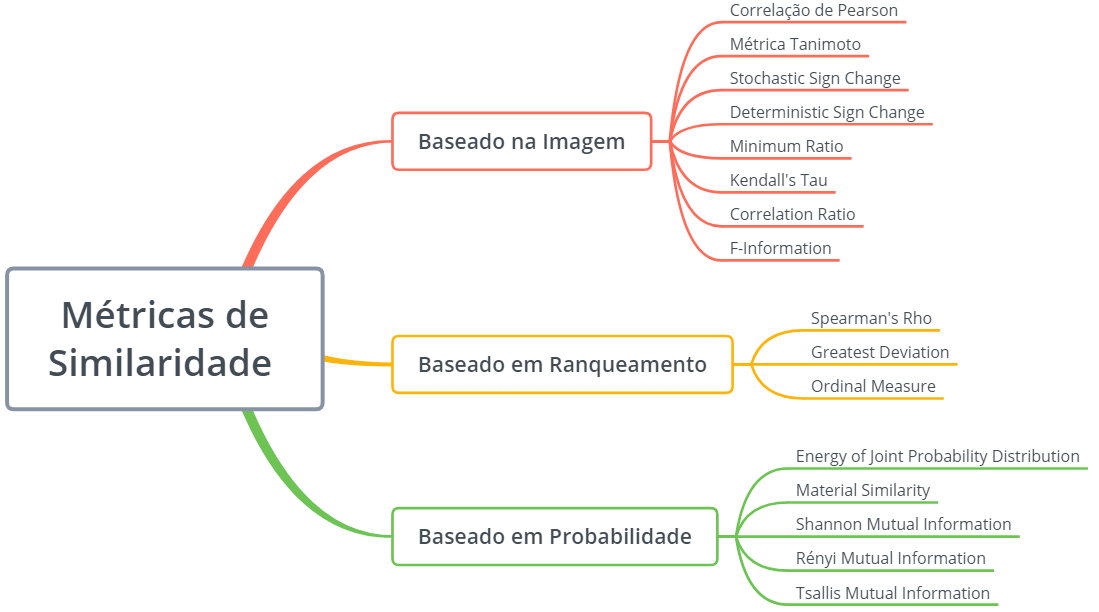 Métricas de
Similaridade
Baseado na Imagem
Correlação de Pearson
Métrica Tanimoto
Stochastic Sign Change
Deterministic Sign Change
Minimum Ratio
Kendall's Tau
Correlation Ratio
F-Information
Baseado em Ranqueamento
Spearman's Rho
Greatest Deviation
Ordinal Measure
Baseado em Probabilidade
Energy of Joint Probability Distribution
Material Similarity
Shannon Mutual Information
Rényi Mutual Information
Tsallis Mutual Information